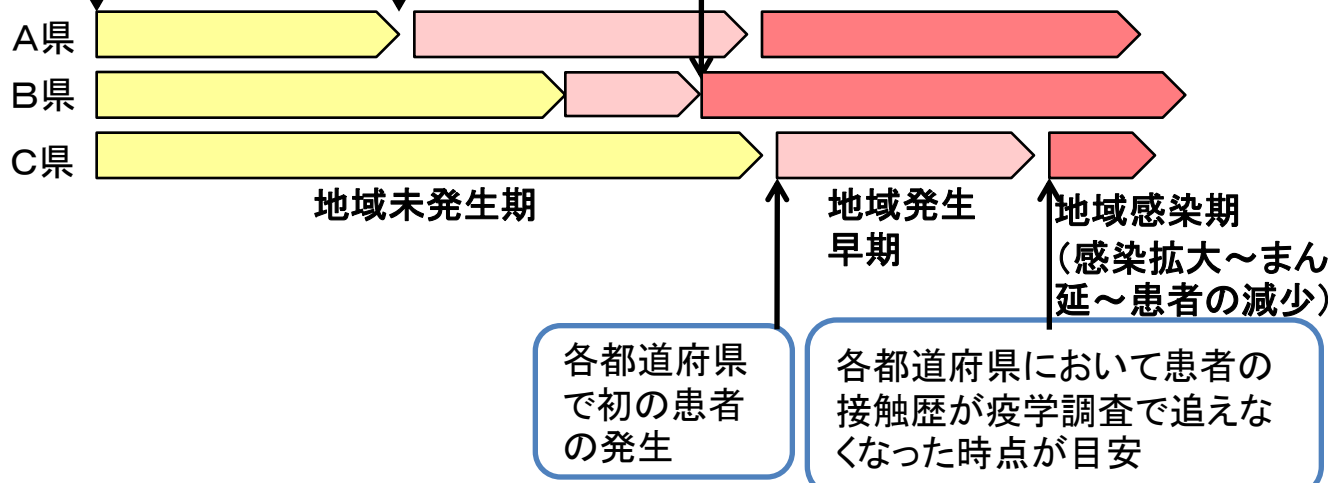 A県
B県
C県
地域未発生期
地域発生
早期
地域感染期
(感染拡大～まん
延～患者の減少)
各都道府県
で初の患者
の発生
各都道府県において患者の
接触歴が疫学調査で追えな
くなった時点が目安